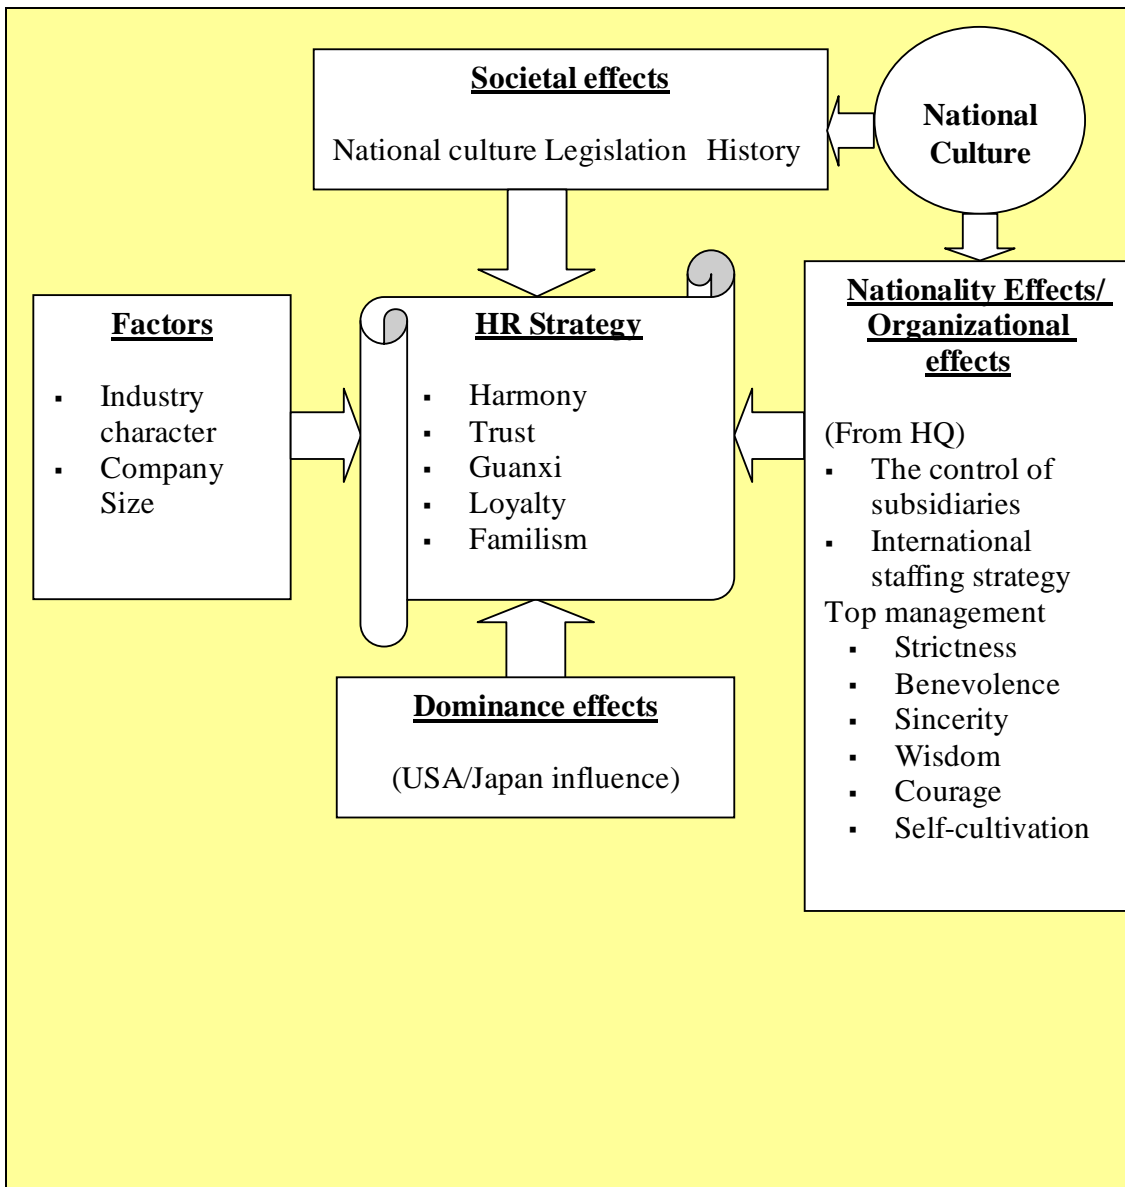 Societal effects
National culture Legislation History
National
Culture
Factors
▪ Industry
character
▪ Company
Size
HR Strategy
▪ Harmony
▪ Trust
▪ Guanxi
▪ Loyalty
▪ Familism
Nationality Effects/
Organizational
effects
(From HQ)
▪ The control of
subsidiaries
▪ International
staffing strategy
Top management
▪ Strictness
▪ Benevolence
▪ Sincerity
▪ Wisdom
▪ Courage
▪ Self-cultivation
Dominance effects
(USA/Japan influence)